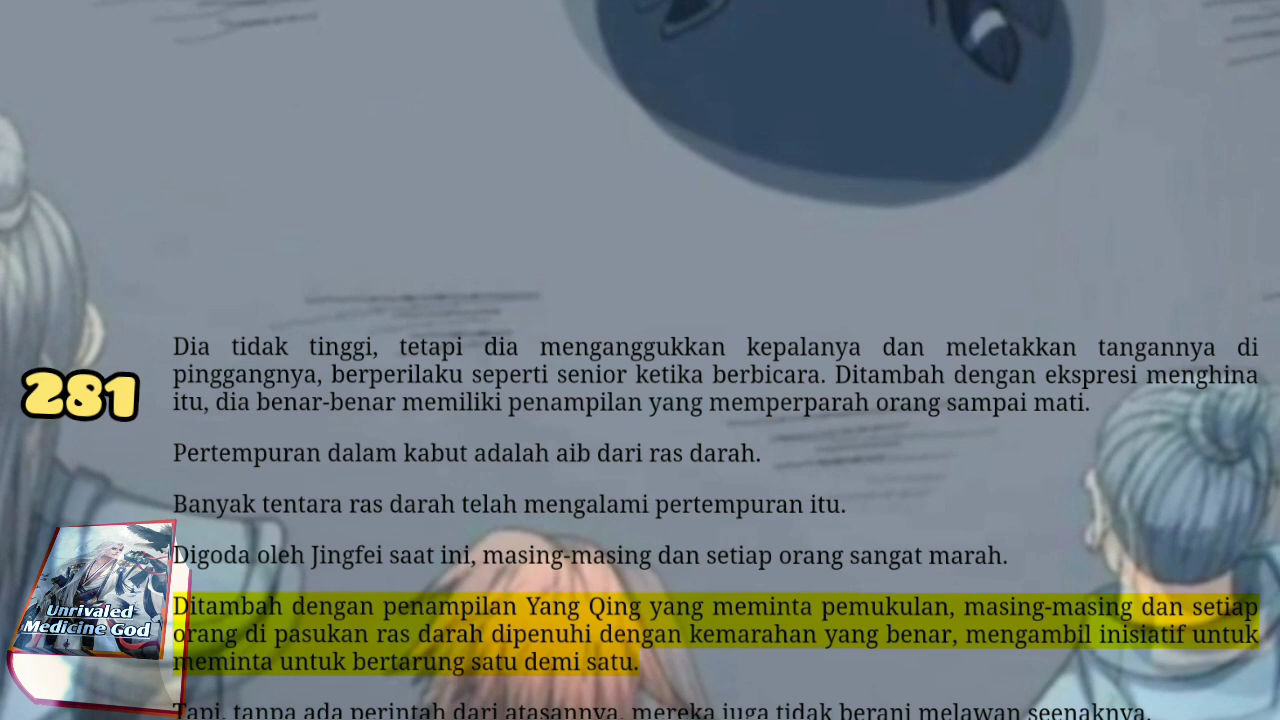 Dia tidak tinggi, tetapi dia menganggukkan kepalanya dan meletakkan tangannya di
pinggangnya, berperilaku seperti senior ketika berbicara. Ditambah dengan ekspresi menghina
itu, dia benar-benar memiliki penampilan yang memperparah orang sampai mati.
281
Pertempuran dalam kabut adalah aib dari ras darah.
Banyak tentara ras darah telah mengalami pertempuran itu.
Digoda oleh Jingfei saat ini, masing-masing dan setiap orang sangat marah.
Ditambah dengan penampilan Yang Qing yang meminta pemukulan, masing-masing dan setiap
orang di pasukan ras darah dipenuhi dengan kemarahan yang benar, mengambil inisiatif untuk
meminta untuk bertarung satu demi satu.
Unrivaled
Medicine God
Tapi, tanpa ada perintah dari atasannya, mereka juga tidak berani melawan seenaknya.